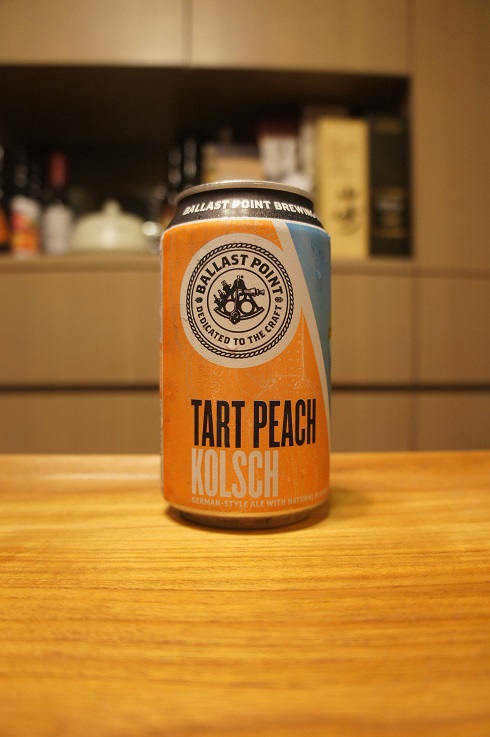 BALLAST POINT BREWING
BALLAST POINT
DEDICATED TO THE CRAFT
TART PEACH
KOLSCH
GERMAN-STYLE ALE WITH NATURAL